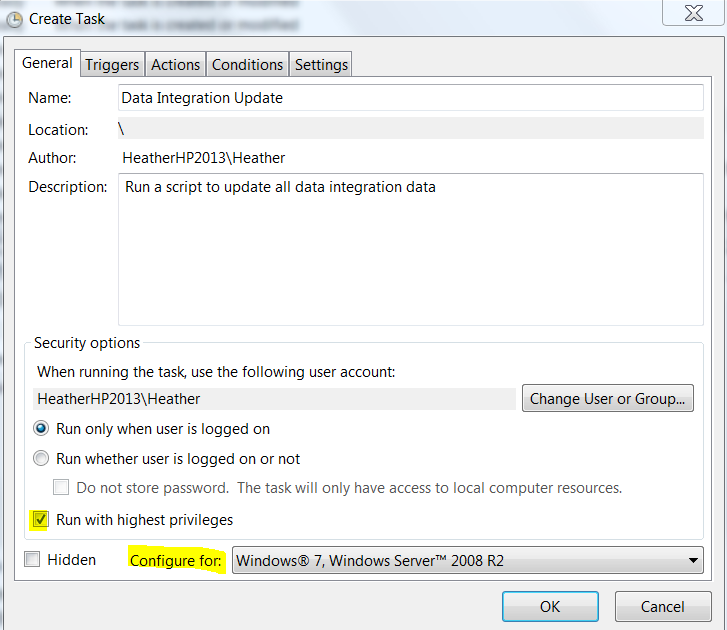 Create Task
General Triggers Actions Conditions Settings
Name: Data Integration Update
Location: \
Author: HeatherHP2013\Heather
Description: Run a script to update all data integration data
Security options
When running the task, use the following user account:
HeatherHP2013\Heather Change User or Group...
Run only when user is logged on
Run whether user is logged on or not
Do not store password. The task will only have access to local computer resources.
Run with highest privileges
Hidden Configure for: Windows® 7, Windows Server™ 2008 R2
OK Cancel